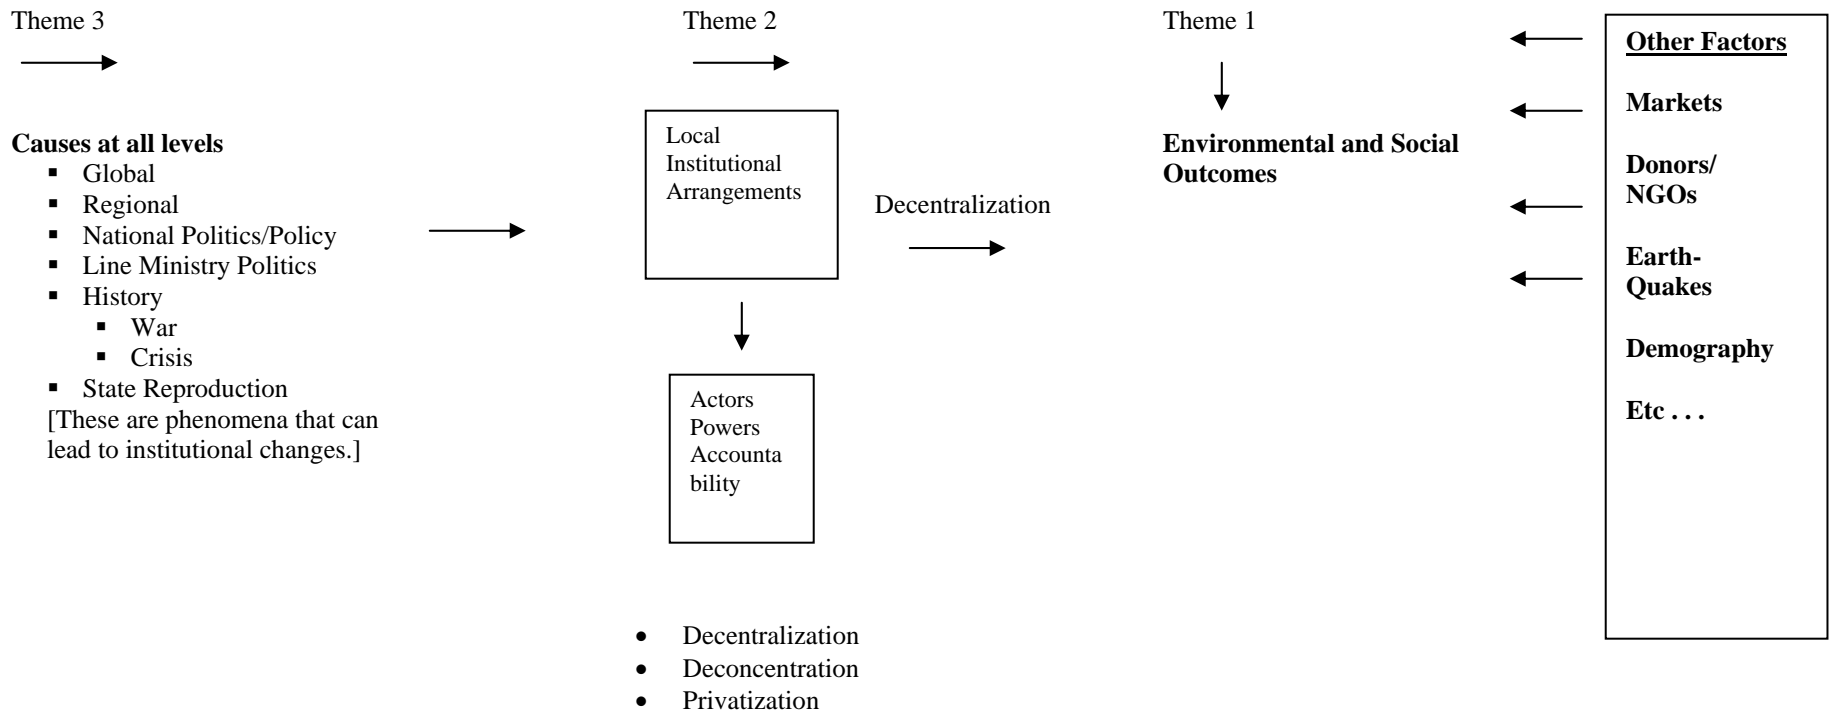 Theme 3
Causes at all levels
▪ Global
▪ Regional
▪ National Politics/Policy
▪ Line Ministry Politics
▪ History
▪ War
▪ Crisis
▪ State Reproduction
[These are phenomena that can
lead to institutional changes.]
Theme 2
Local
Institutional
Arrangements
Decentralization
Actors
Powers
Accounta
bility
• Decentralization
• Deconcentration
• Privatization
Theme 1
Environmental and Social
Outcomes
Other Factors
Markets
Donors/
NGOs
Earth-
Quakes
Demography
Etc . . .